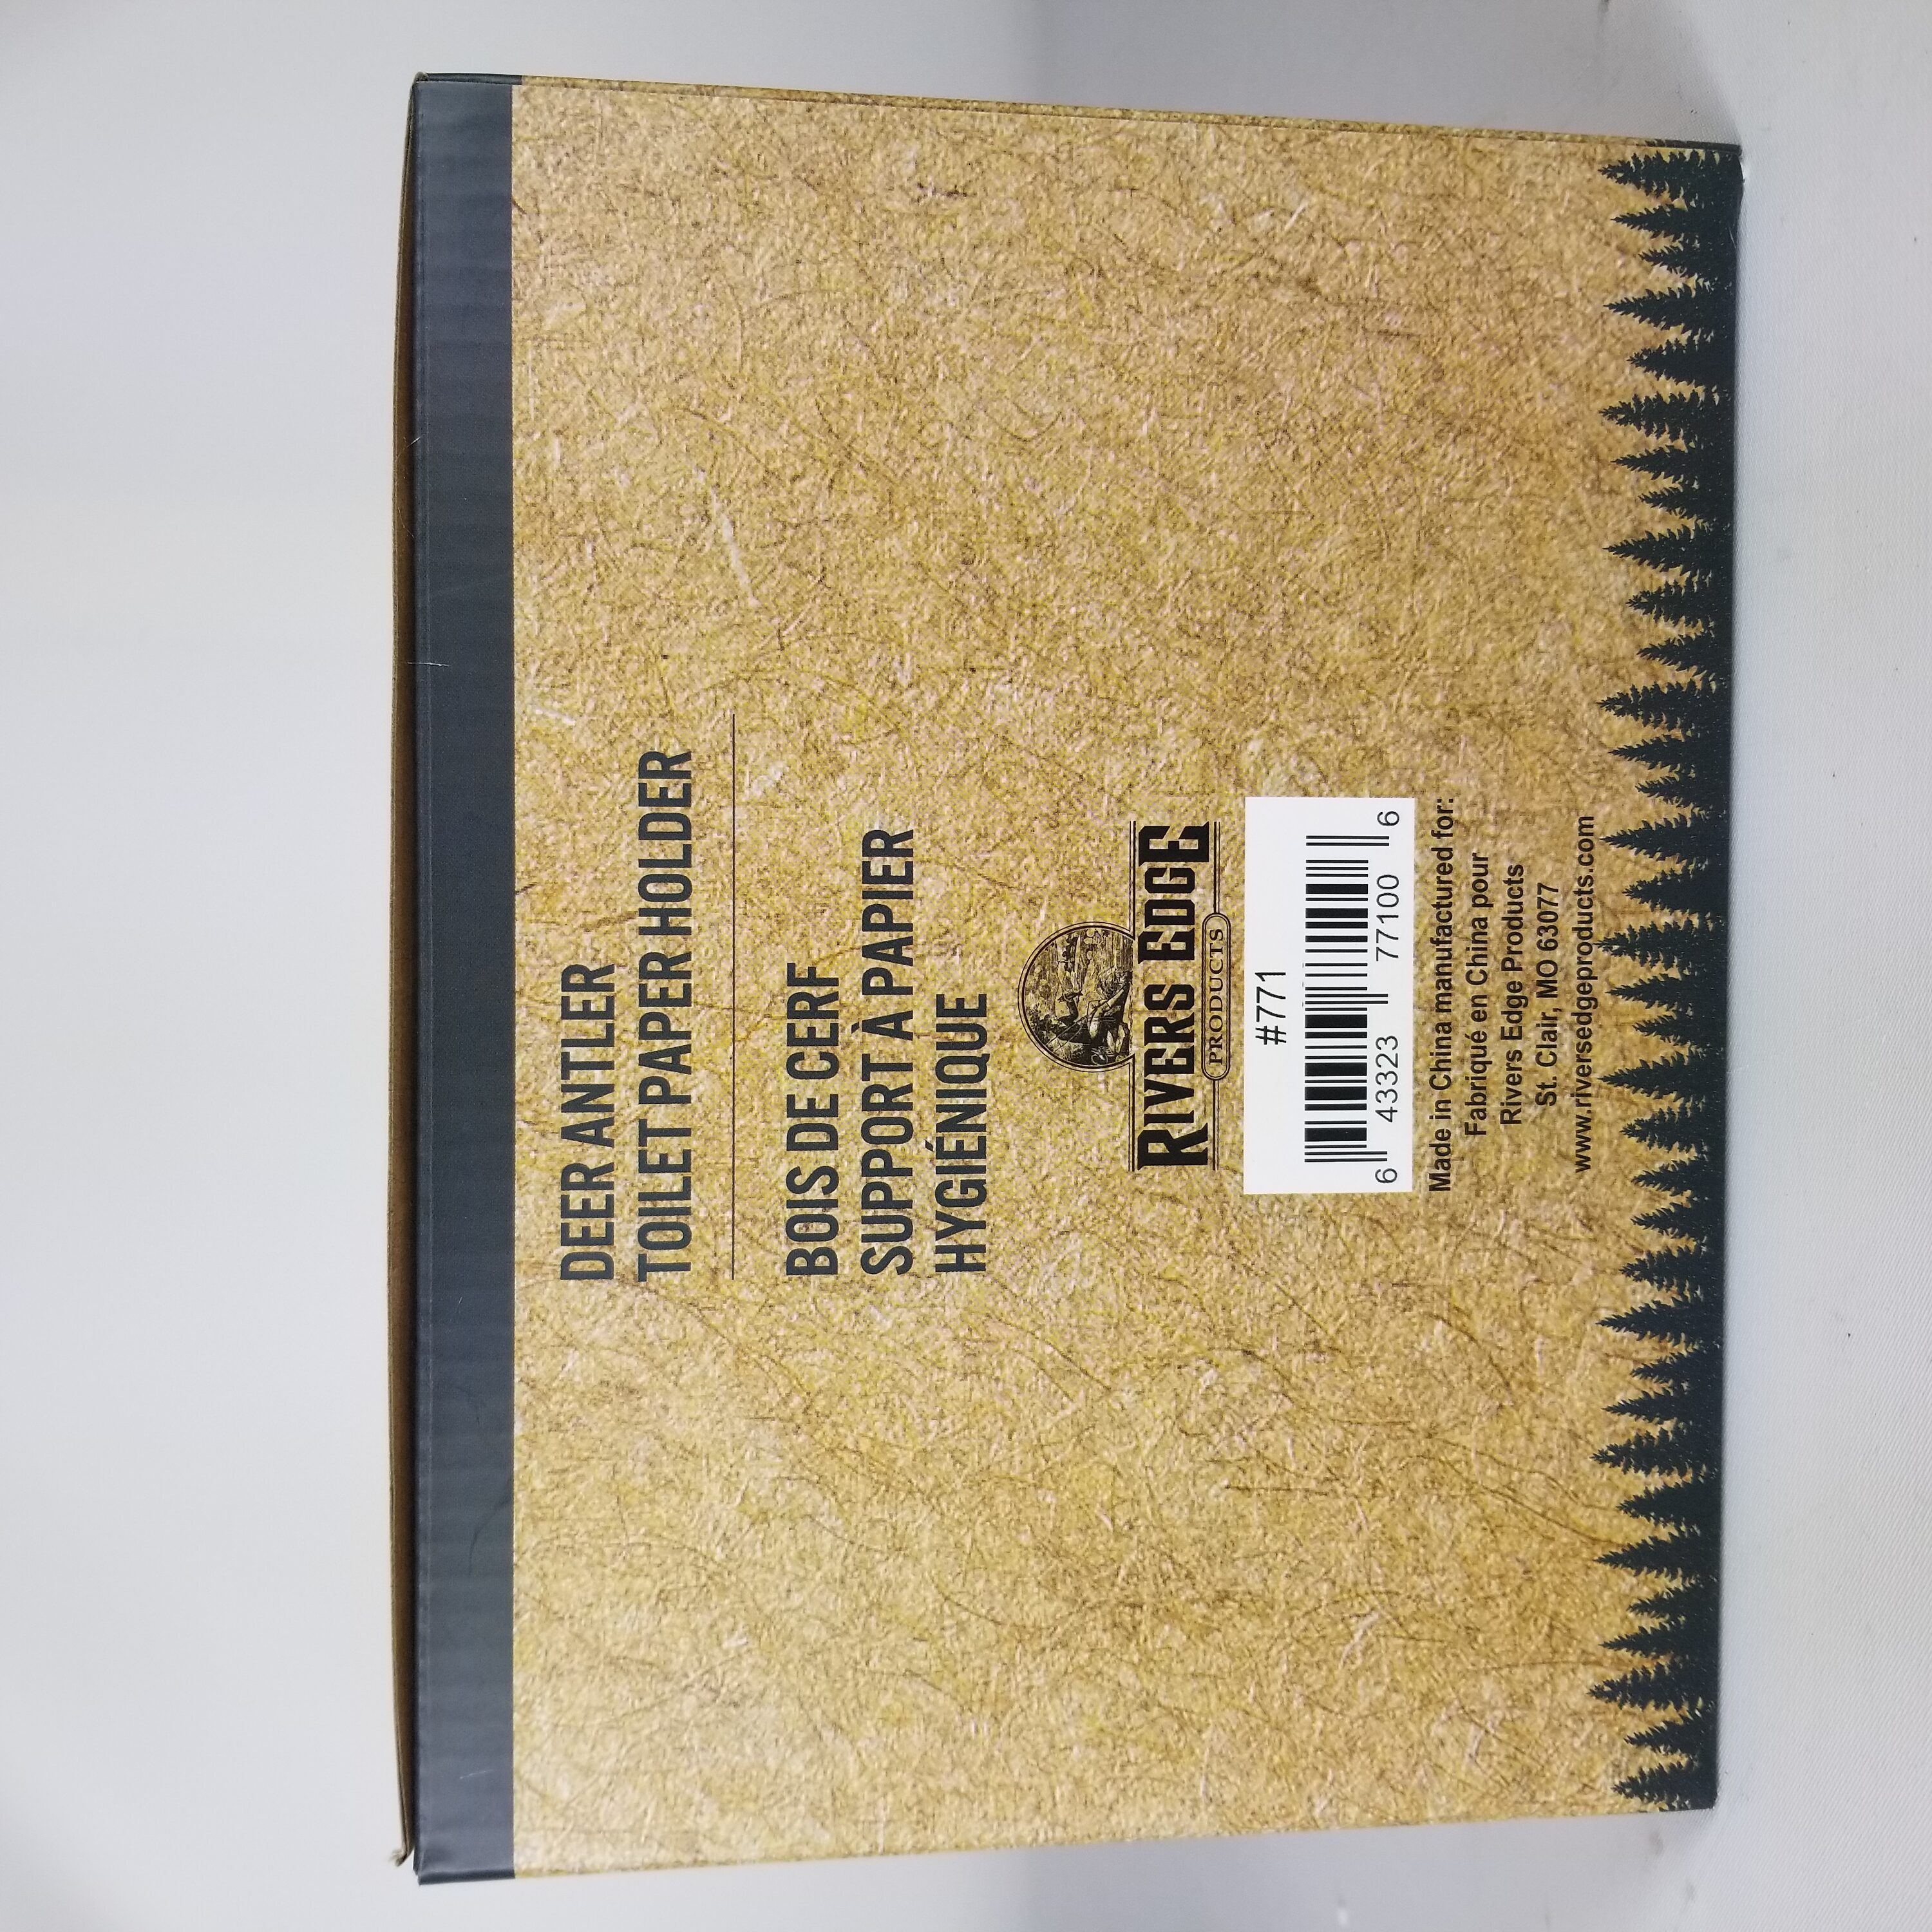 DEER ANTLER
TOILET PAPER HOLDER
BOIS DE CERF
SUPPORT À PAPIER
HYGIÉNIQUE
RIVERS EDGE
PRODUCTS
#771
6 43323 77100 6
Made in China manufactured for:
Fabriqué en China pour
Rivers Edge Products
St. Clair, MO 63077
www.riversedgeproducts.com